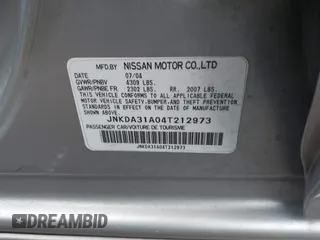 MFD.BY NISSAN MOTOR CO.,LTD
DATE 07/04
GVWR/PNBV 4309 LBS.
GAWR/PNBE FR. 2302 LBS. RR. 2007 LBS.
THIS VEHICLE CONFORMS TO ALL APPLICABLE FEDERAL
MOTOR VEHICLE SAFETY,BUMPER,AND THEFT PREVENTION
STANDARDS IN EFFECT ON THE DATE OF MANUFACTURE
SHOWN ABOVE.
JNKDA31A04T212973
PASSENGER CAR/VOITURE DE TOURISME
JNKDA31A04T212973
DREAMBID